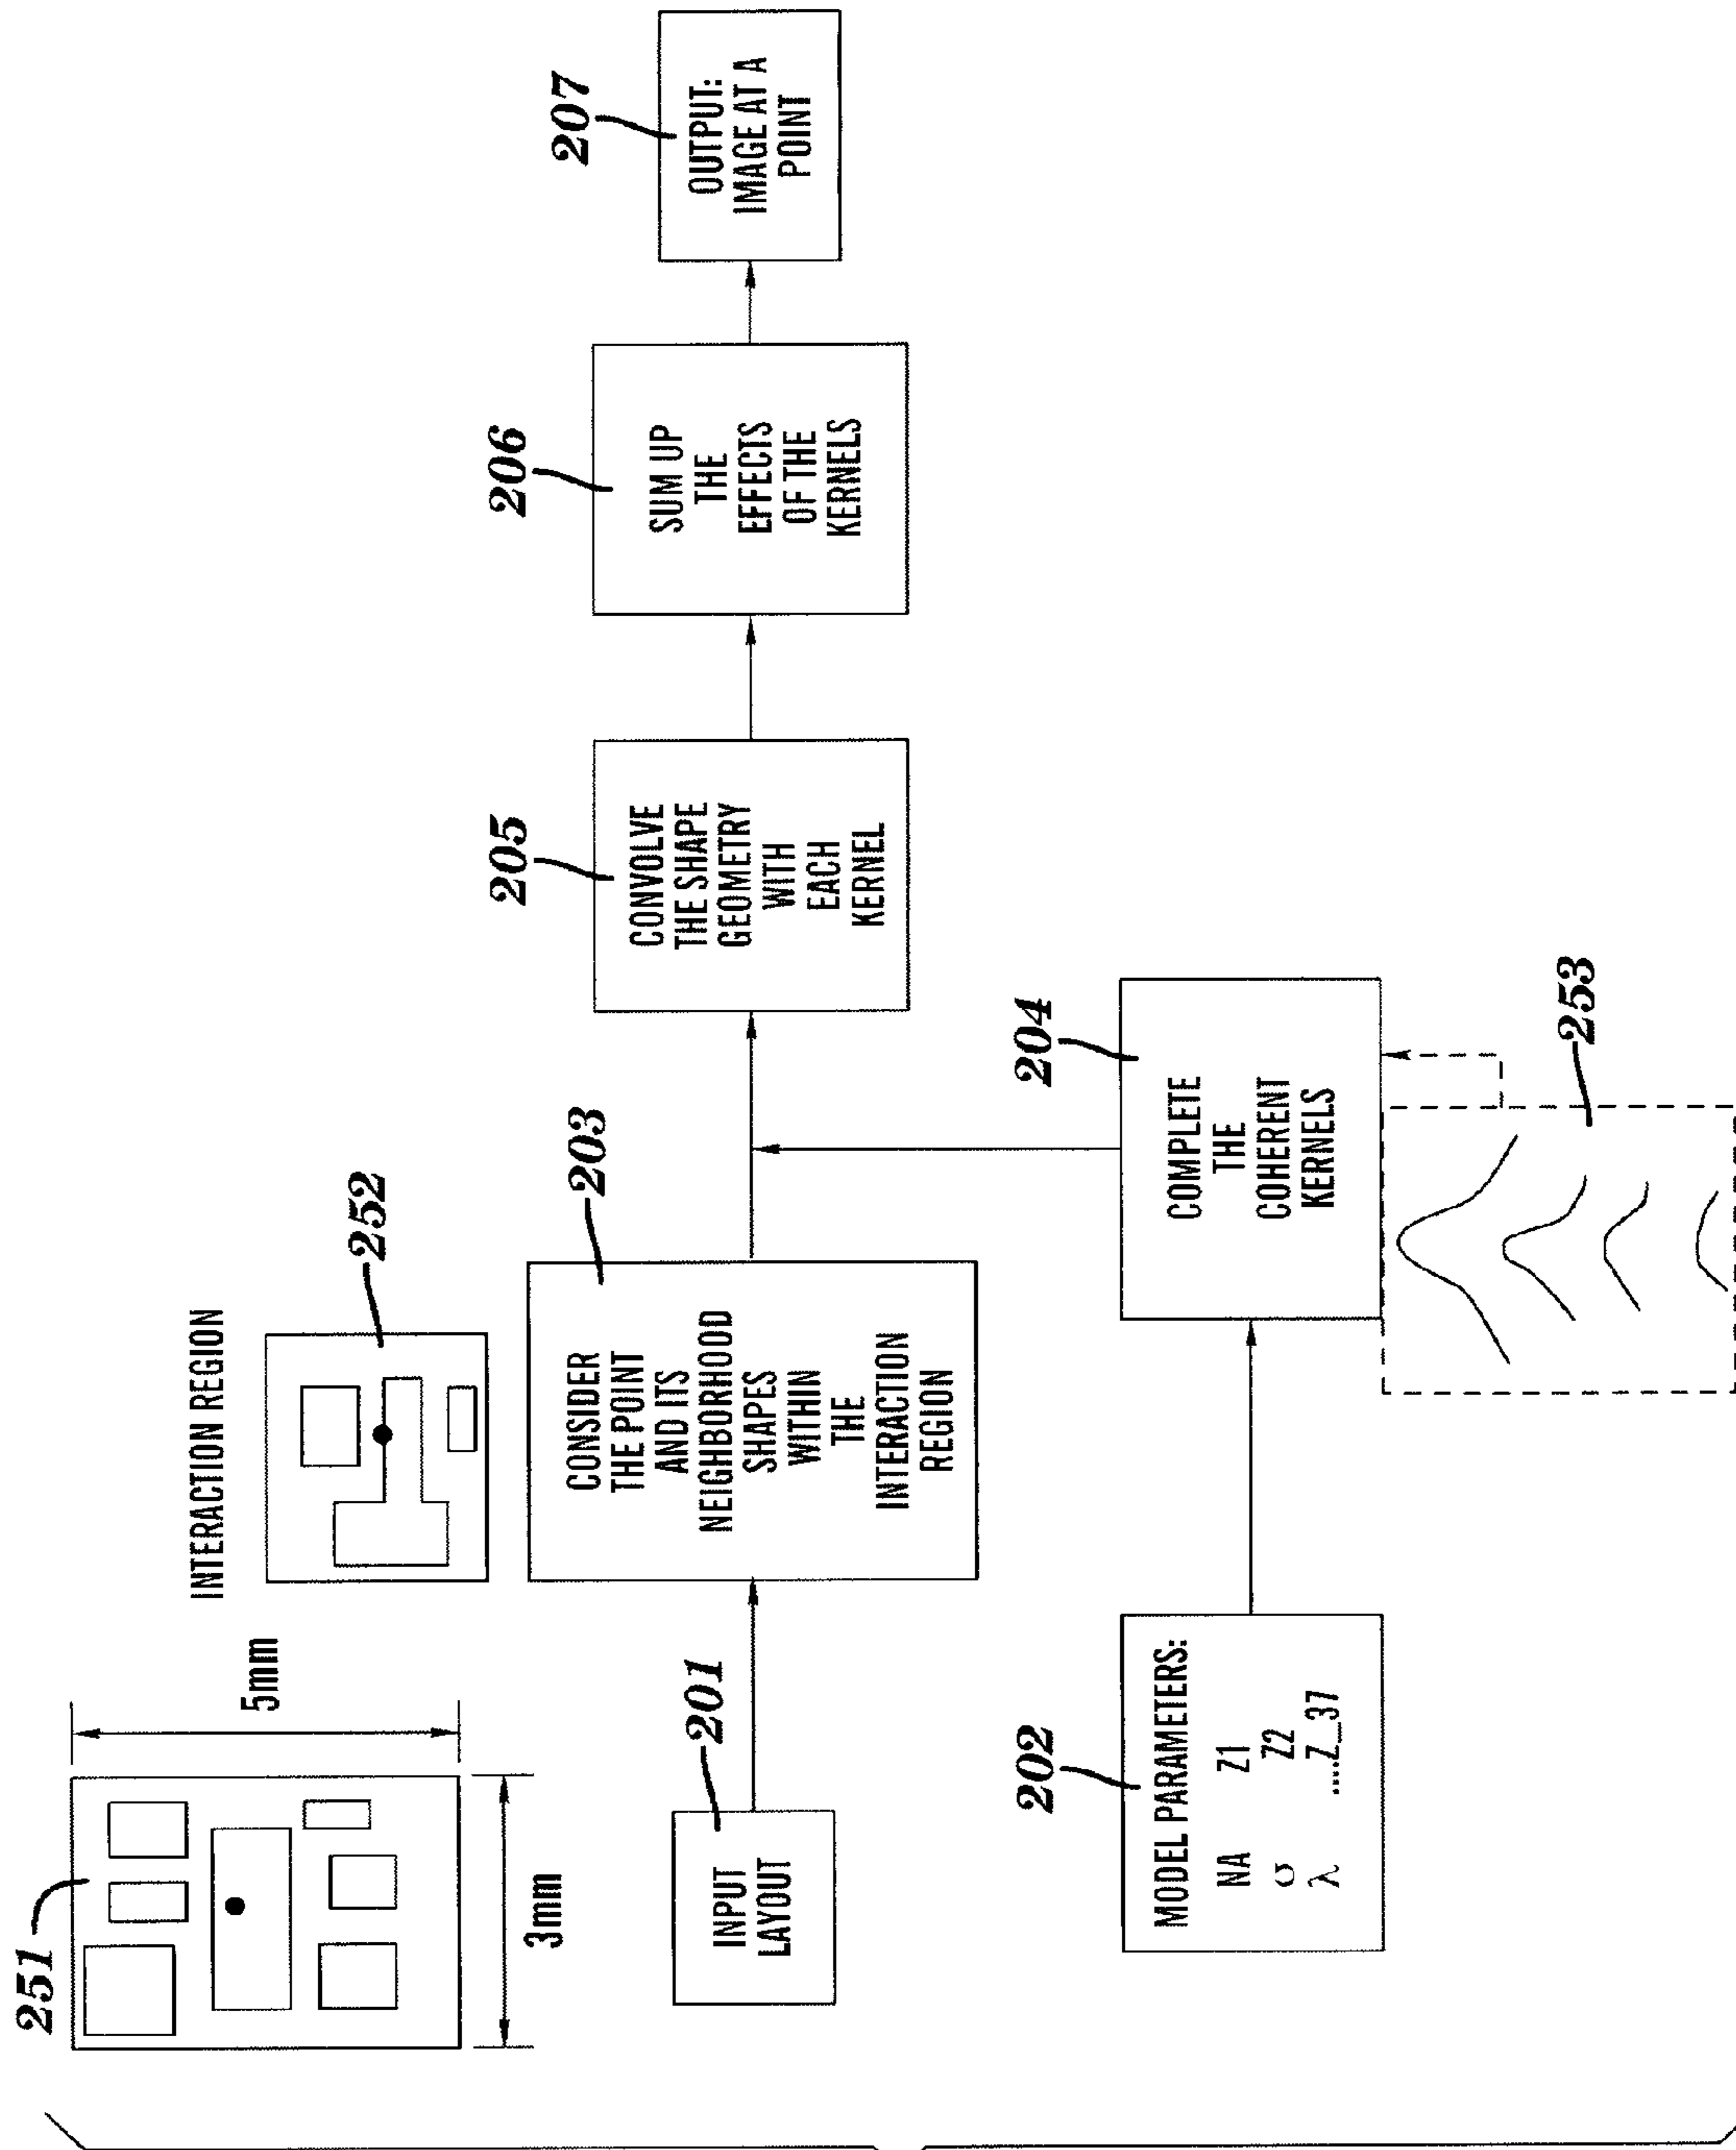 251
5mm
3mm
INTERACTION REGION
252
201
INPUT
LAYOUT
203
CONSIDER
THE POINT
AND ITS
NEIGHBORHOOD
SHAPES
WITHIN
THE
INTERACTION
REGION
205
CONVOLVE
THE SHAPE
GEOMETRY
WITH
EACH
KERNEL
206
SUM UP
THE
EFFECTS
OF THE
KERNELS
207
OUTPUT:
IMAGE AT A
POINT
202
MODEL PARAMETERS:
NA Z1
σ Z2
λ ....Z_37
204
COMPLETE
THE
COHERENT
KERNELS
253